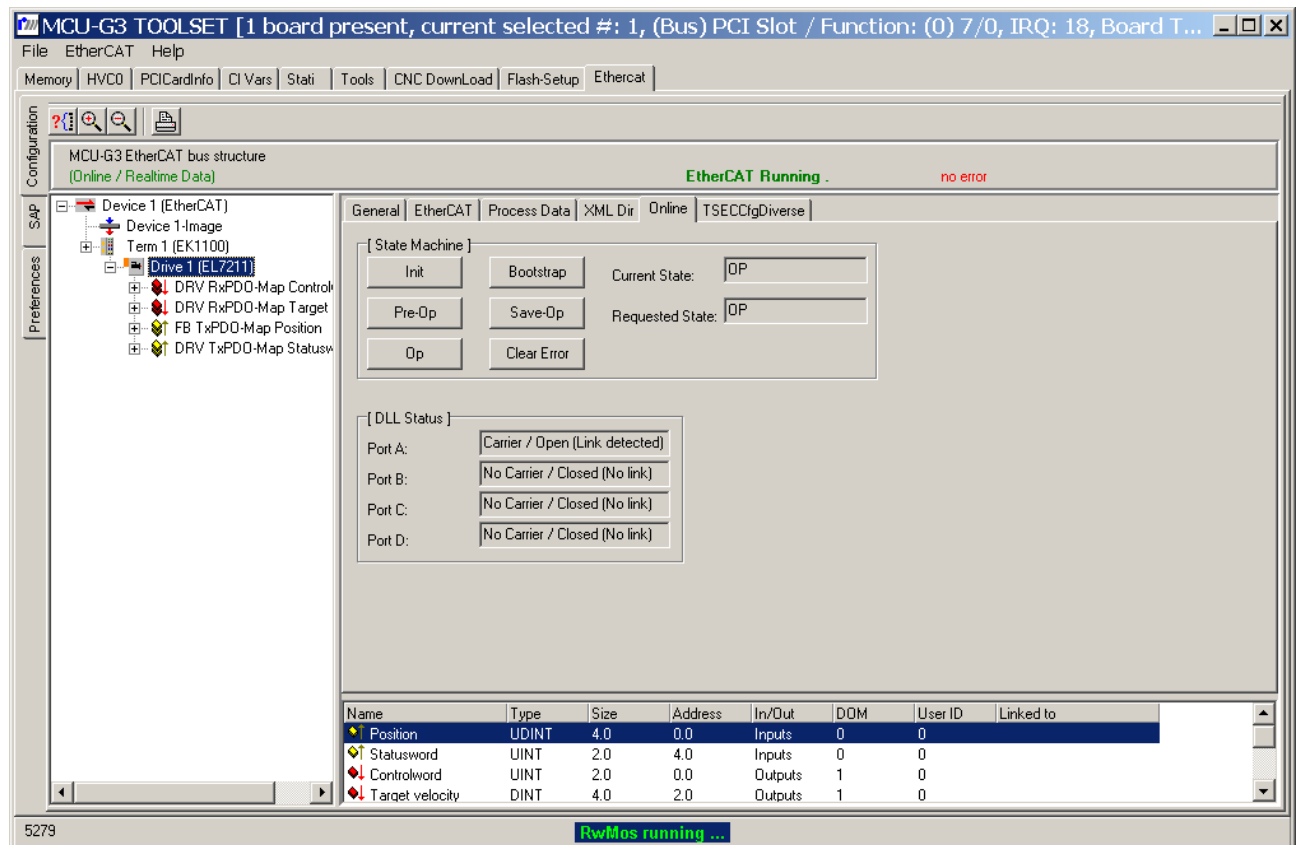 MCU-G3 TOOLSET [1 board present, current selected #: 1, (Bus) PCI Slot / Function: (0) 7/0, IRQ: 18, Board T...
File EtherCAT Help
Memory HVC0 PCICardInfo CI Vars Stati Tools CNC DownLoad Flash-Setup Ethercat
Configuration
SAP
Preferences
MCU-G3 EtherCAT bus structure
(Online / Realtime Data) EtherCAT Running . no error
Device 1 (EtherCAT)
Device 1-Image
Term 1 (EK1100)
Drive 1 (EL7211)
DRV RxPDO-Map Control
DRV RxPDO-Map Target
FB TxPDO-Map Position
DRV TxPDO-Map Statusw
General EtherCAT Process Data XML Dir Online TSECCfgDiverse
[ State Machine ]
Init Bootstrap Current State: OP
Pre-Op Save-Op Requested State: OP
Op Clear Error
[ DLL Status ]
Port A: Carrier / Open (Link detected)
Port B: No Carrier / Closed (No link)
Port C: No Carrier / Closed (No link)
Port D: No Carrier / Closed (No link)
Name Type Size Address In/Out DOM User ID Linked to
Position UDINT 4.0 0.0 Inputs 0 0
Statusword UINT 2.0 4.0 Inputs 0 0
Controlword UINT 2.0 0.0 Outputs 1 0
Target velocity DINT 4.0 2.0 Outputs 1 0
5279 RwMos running ...